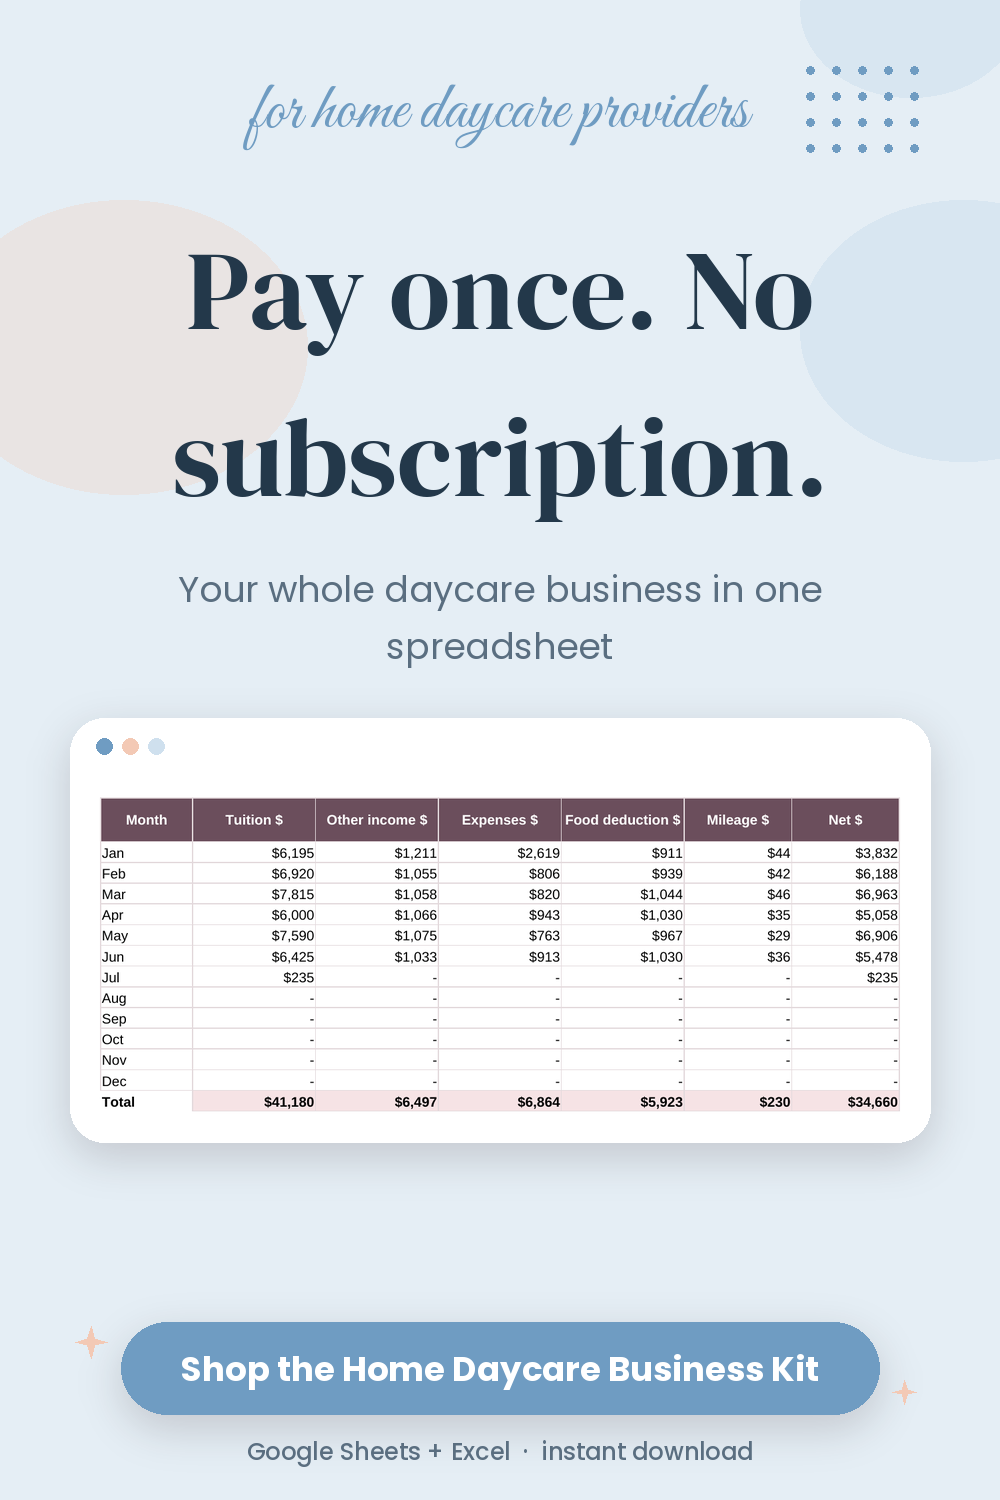 for home daycare providers
Pay once. No
subscription.
Your whole daycare business in one
spreadsheet
Month Tuition $ Other income $ Expenses $ Food deduction $ Mileage $ Net $
Jan $6,195 $1,211 $2,619 $911 $44 $3,832
Feb $6,920 $1,055 $806 $939 $42 $6,188
Mar $7,815 $1,058 $820 $1,044 $46 $6,963
Apr $6,000 $1,066 $943 $1,030 $35 $5,058
May $7,590 $1,075 $763 $967 $29 $6,906
Jun $6,425 $1,033 $913 $1,030 $36 $5,478
Jul $235 - - - - $235
Aug - - - - - -
Sep - - - - - -
Oct - - - - - -
Nov - - - - - -
Dec - - - - - -
Total $41,180 $6,497 $6,864 $5,923 $230 $34,660
Shop the Home Daycare Business Kit
Google Sheets + Excel · instant download